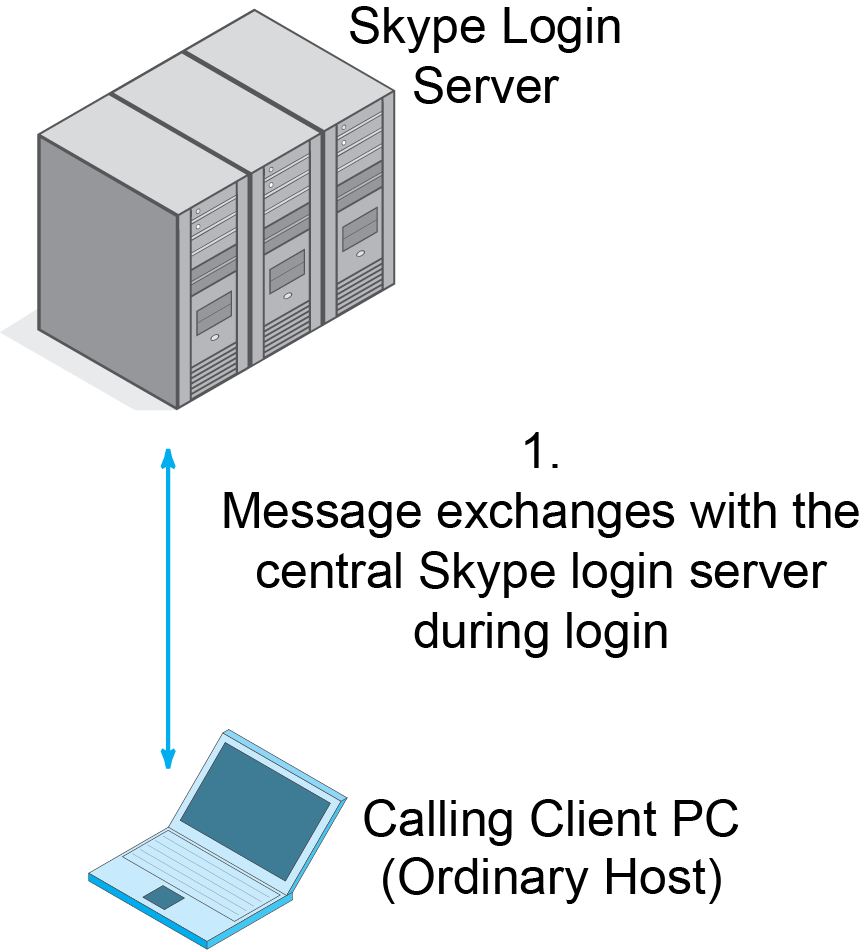 Skype Login
Server
1.
Message exchanges with the
central Skype login server
during login
Calling Client PC
(Ordinary Host)